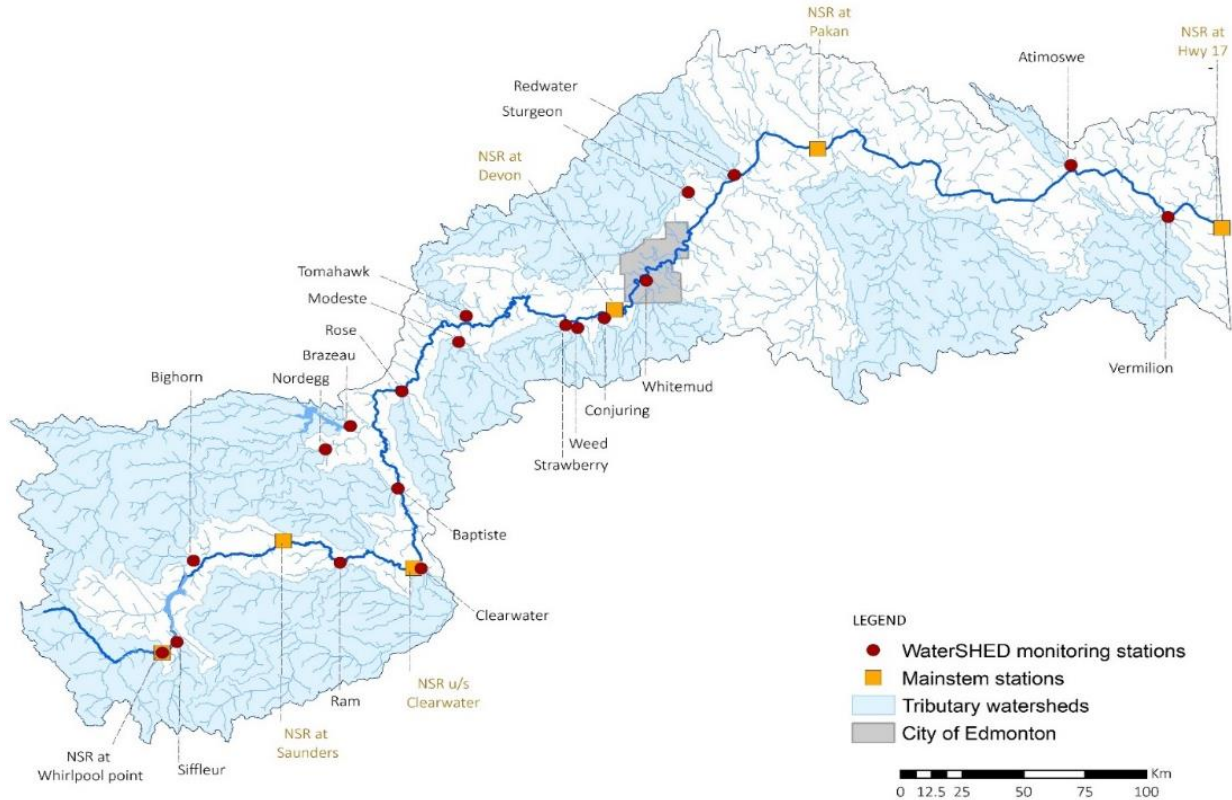 NSR at
Pakan
NSR at
Hwy 17
Atimoswe
Redwater
Sturgeon
NSR at
Devon
Tomahawk
Modeste
Rose
Brazeau
Bighorn
Nordegg
Whitemud
Vermilion
Conjuring
Weed
Strawberry
Baptiste
Clearwater
NSR u/s
Clearwater
Ram
NSR at
Saunders
Siffleur
NSR at
Whirlpool point
LEGEND
WaterSHED monitoring stations
Mainstem stations
Tributary watersheds
City of Edmonton
Km
0 12.5 25 50 100